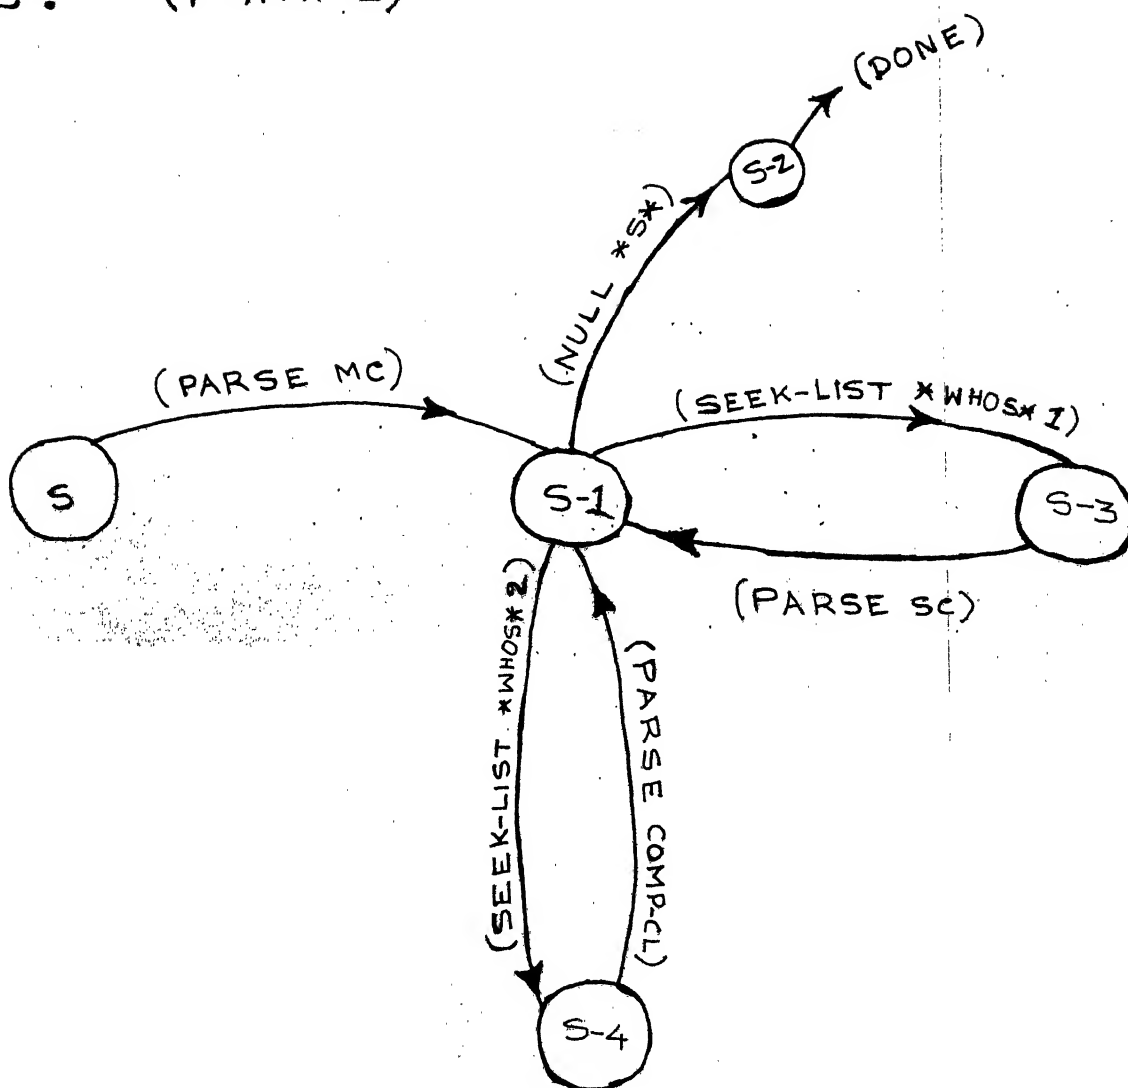 (DONE)
S-2
(NULL *S*)
(PARSE MC)
(SEEK-LIST *WHOS* 1)
S
S-1
S-3
(PARSE SC)
(SEEK-LIST *WHOS* 2)
(PARSE COMP-CL)
S-4